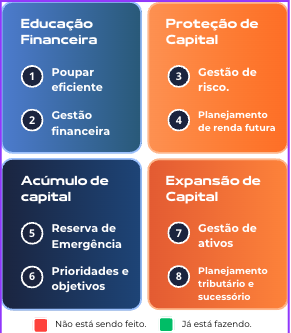 Educação
Financeira
1 Poupar
eficiente
2 Gestão
financeira
Proteção de
Capital
3 Gestão de
risco.
4 Planejamento
de renda futura
Acúmulo de
capital
5 Reserva de
Emergência
6 Prioridades e
objetivos
Expansão de
Capital
7 Gestão de
ativos
8 Planejamento
tributário e
sucessório
Não está sendo feito.
Já está fazendo.